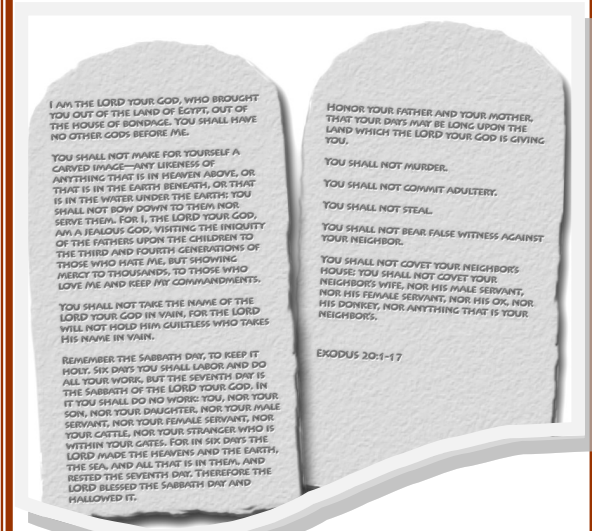 I AM THE LORD YOUR GOD, WHO BROUGHT
YOU OUT OF THE LAND OF EGYPT, OUT OF
THE HOUSE OF BONDAGE. YOU SHALL HAVE
NO OTHER GODS BEFORE ME.
YOU SHALL NOT MAKE FOR YOURSELF A
CARVED IMAGE—ANY LIKENESS OF
ANYTHING THAT IS IN HEAVEN ABOVE, OR
THAT IS IN THE EARTH BENEATH, OR THAT
IS IN THE WATER UNDER THE EARTH; YOU
SHALL NOT BOW DOWN TO THEM NOR
SERVE THEM. FOR I, THE LORD YOUR GOD,
AM A JEALOUS GOD, VISITING THE INIQUITY
OF THE FATHERS UPON THE CHILDREN TO
THE THIRD AND FOURTH GENERATIONS OF
THOSE WHO HATE ME, BUT SHOWING
MERCY TO THOUSANDS, TO THOSE WHO
LOVE ME AND KEEP MY COMMANDMENTS.
YOU SHALL NOT TAKE THE NAME OF THE
LORD YOUR GOD IN VAIN, FOR THE LORD
WILL NOT HOLD HIM GUILTLESS WHO TAKES
HIS NAME IN VAIN.
REMEMBER THE SABBATH DAY, TO KEEP IT
HOLY. SIX DAYS YOU SHALL LABOR AND DO
ALL YOUR WORK, BUT THE SEVENTH DAY IS
THE SABBATH OF THE LORD YOUR GOD. IN
IT YOU SHALL DO NO WORK: YOU, NOR YOUR
SON, NOR YOUR DAUGHTER, NOR YOUR MALE
SERVANT, NOR YOUR FEMALE SERVANT, NOR
YOUR CATTLE, NOR YOUR STRANGER WHO IS
WITHIN YOUR GATES. FOR IN SIX DAYS THE
LORD MADE THE HEAVENS AND THE EARTH,
THE SEA, AND ALL THAT IS IN THEM, AND
RESTED THE SEVENTH DAY. THEREFORE THE
LORD BLESSED THE SABBATH DAY AND
HALLOWED IT.
HONOR YOUR FATHER AND YOUR MOTHER,
THAT YOUR DAYS MAY BE LONG UPON THE
LAND WHICH THE LORD YOUR GOD IS GIVING
YOU.
YOU SHALL NOT MURDER.
YOU SHALL NOT COMMIT ADULTERY.
YOU SHALL NOT STEAL.
YOU SHALL NOT BEAR FALSE WITNESS AGAINST
YOUR NEIGHBOR.
YOU SHALL NOT COVET YOUR NEIGHBOR'S
HOUSE; YOU SHALL NOT COVET YOUR
NEIGHBOR'S WIFE, NOR HIS MALE SERVANT,
NOR HIS FEMALE SERVANT, NOR HIS OX, NOR
HIS DONKEY, NOR ANYTHING THAT IS YOUR
NEIGHBOR'S.
EXODUS 20:1-17